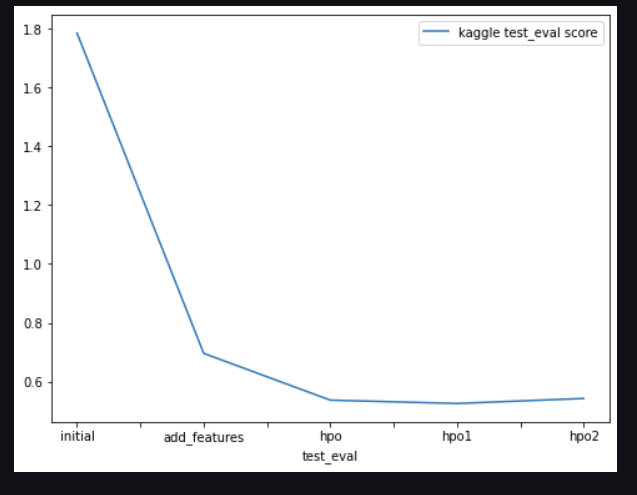 kaggle test_eval score
1.8
1.6
1.4
1.2
1.0
0.8
0.6
initial add_features hpo hpo1 hpo2
test_eval